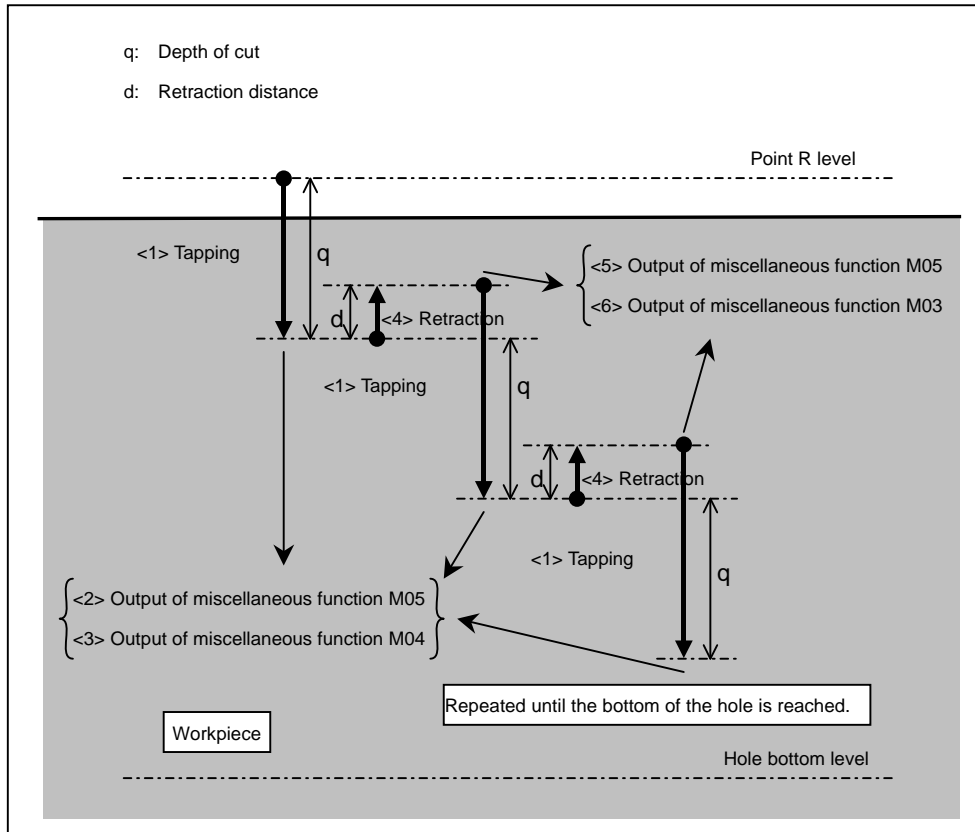 q: Depth of cut
d: Retraction distance
Point R level
<1> Tapping
q
<5> Output of miscellaneous function M05
<6> Output of miscellaneous function M03
d
<4> Retraction
<1> Tapping
q
d
<4> Retraction
<1> Tapping
q
<2> Output of miscellaneous function M05
<3> Output of miscellaneous function M04
Repeated until the bottom of the hole is reached.
Workpiece
Hole bottom level